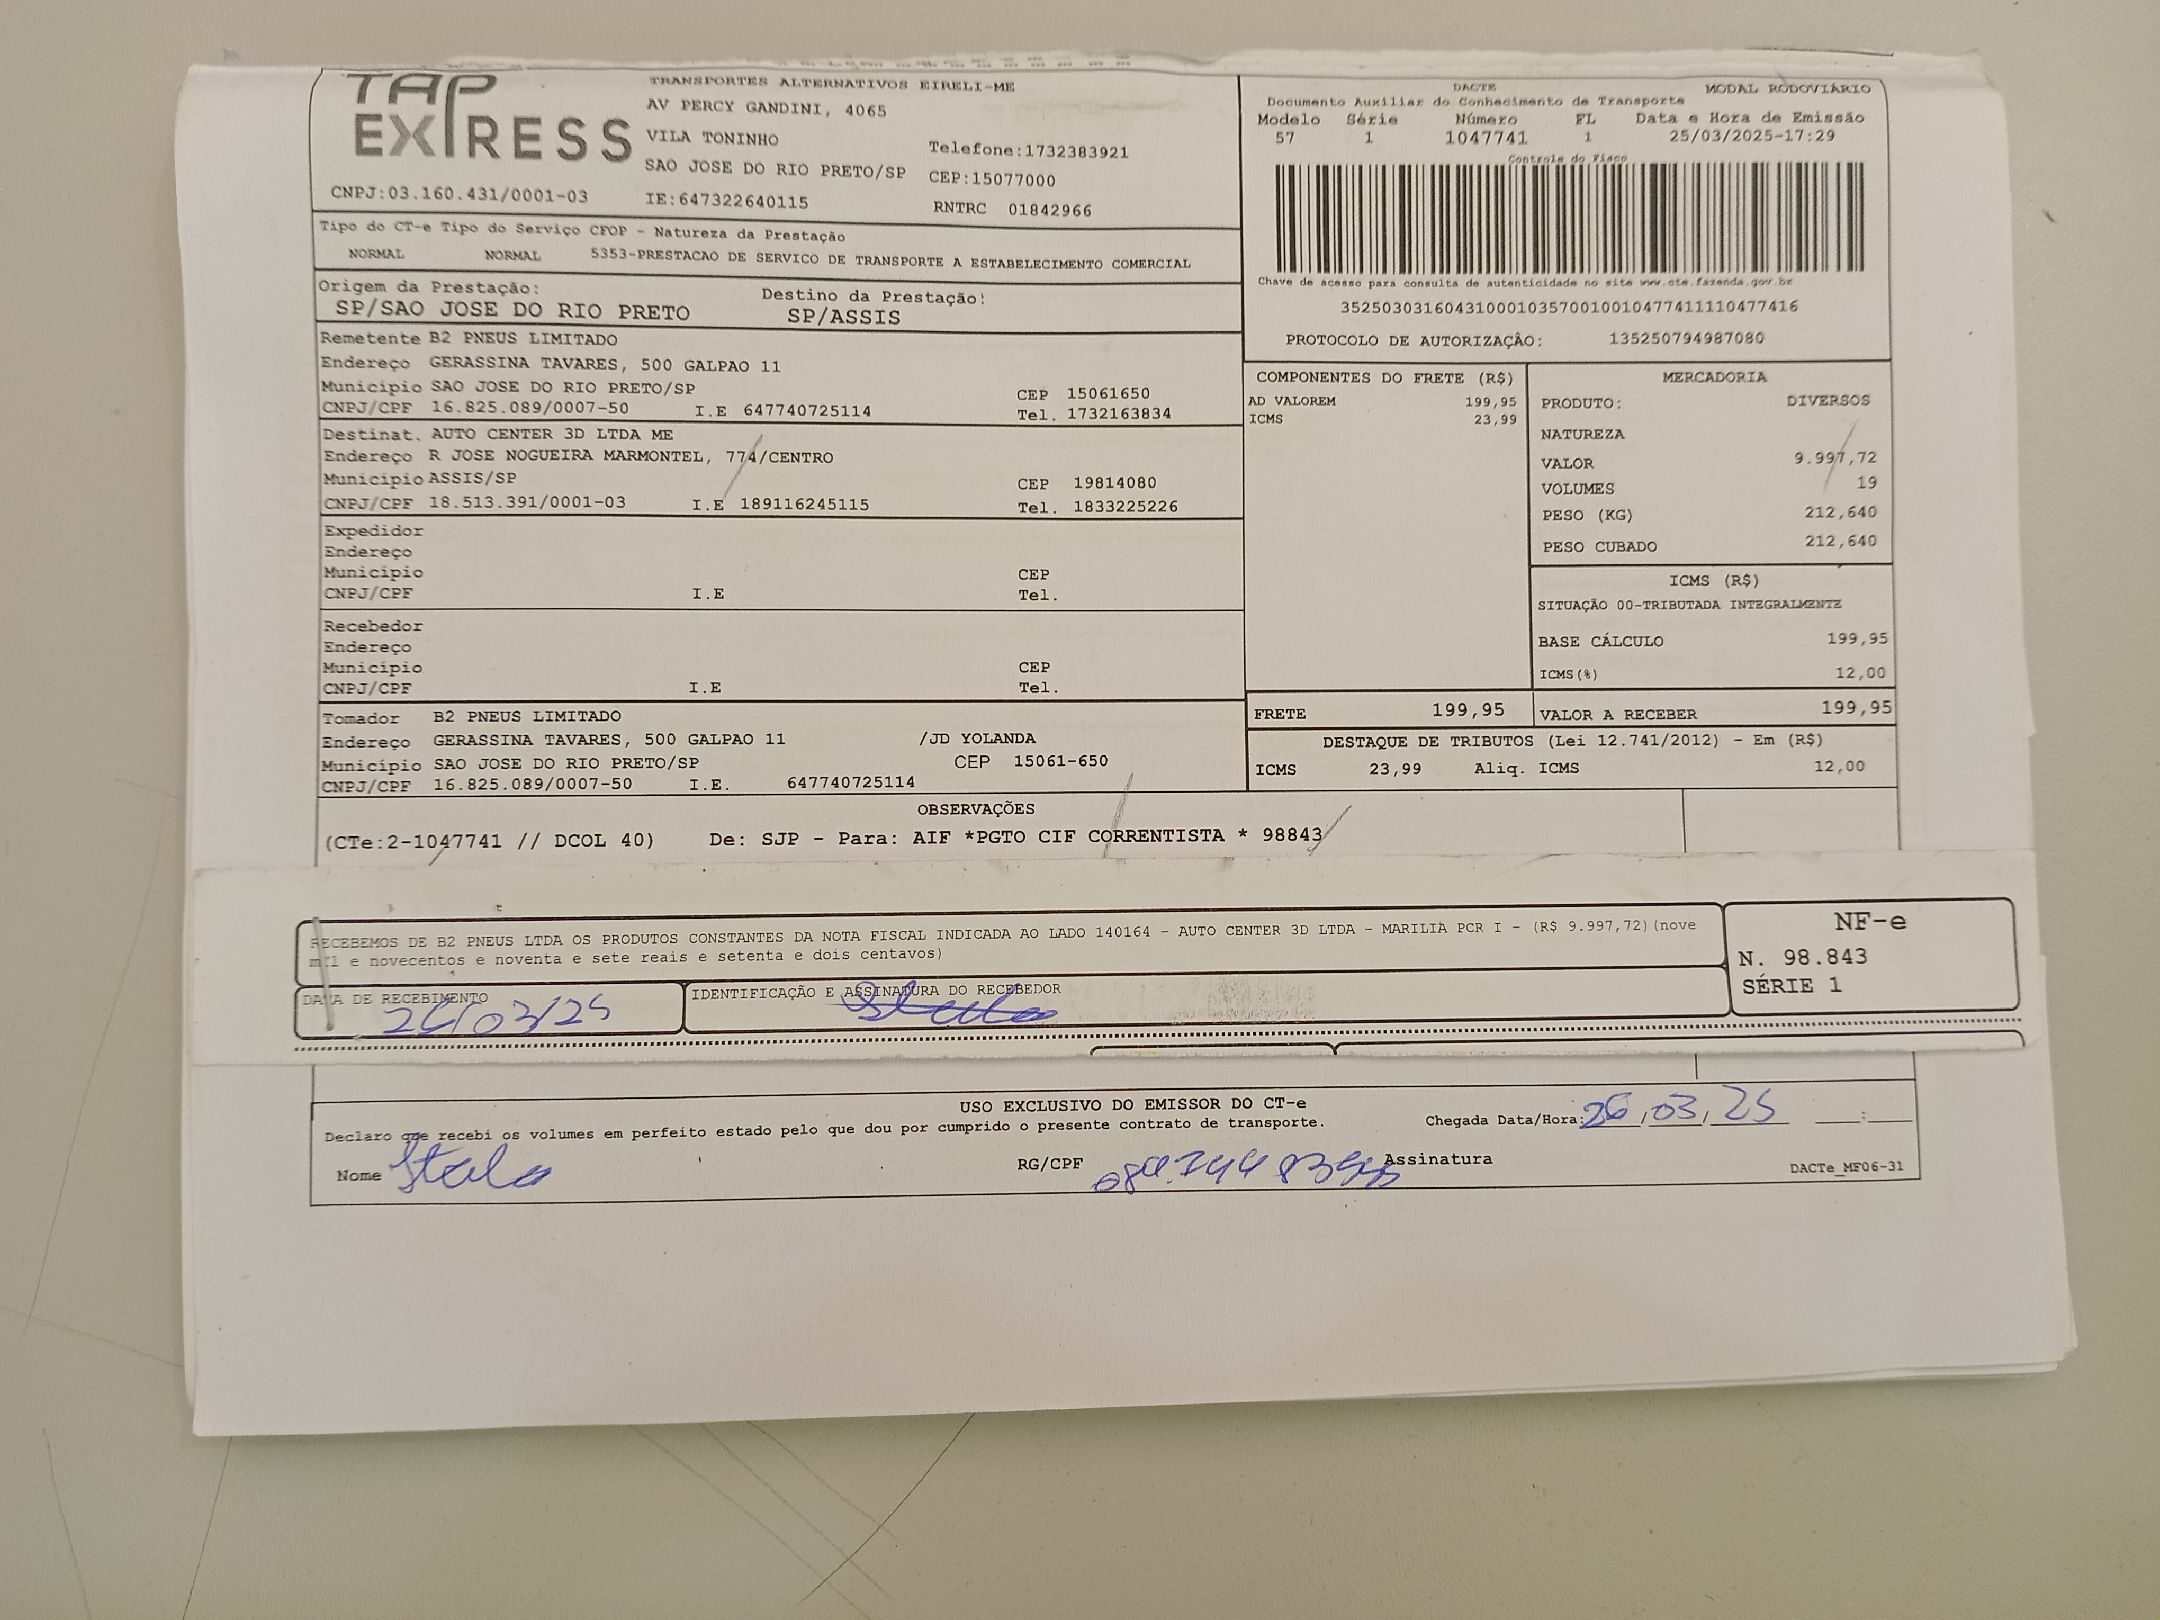 TAP EXPRESS
TRANSPORTES ALTERNATIVOS EIRELI-ME
AV PERCY GANDINI, 4065
VILA TONINHO
Telefone:1732383921
SAO JOSE DO RIO PRETO/SP CEP:15077000
CNPJ:03.160.431/0001-03 IE:647322640115 RNTRC 01842966
DACTE MODAL RODOVIÁRIO
Documento Auxiliar do Conhecimento de Transporte
Modelo Série Número FL Data e Hora de Emissão
57 1 1047741 1 25/03/2025-17:29
Controle do Fisco
Chave de acesso para consulta de autenticidade no site www.cte.fazenda.gov.br
35250303160431000103570010010477411110477416
PROTOCOLO DE AUTORIZAÇÃO: 135250794987080
Tipo do CT-e Tipo do Serviço CFOP - Natureza da Prestação
NORMAL NORMAL 5353-PRESTACAO DE SERVICO DE TRANSPORTE A ESTABELECIMENTO COMERCIAL
Origem da Prestação: Destino da Prestação:
SP/SAO JOSE DO RIO PRETO SP/ASSIS
Remetente B2 PNEUS LIMITADO
Endereço GERASSINA TAVARES, 500 GALPAO 11
Município SAO JOSE DO RIO PRETO/SP CEP 15061650
CNPJ/CPF 16.825.089/0007-50 I.E 647740725114 Tel. 1732163834
Destinat. AUTO CENTER 3D LTDA ME
Endereço R JOSE NOGUEIRA MARMONTEL, 774/CENTRO
Município ASSIS/SP CEP 19814080
CNPJ/CPF 18.513.391/0001-03 I.E 189116245115 Tel. 1833225226
Expedidor
Endereço
Município CEP
CNPJ/CPF I.E Tel.
Recebedor
Endereço
Município CEP
CNPJ/CPF I.E Tel.
Tomador B2 PNEUS LIMITADO
Endereço GERASSINA TAVARES, 500 GALPAO 11 /JD YOLANDA
Município SAO JOSE DO RIO PRETO/SP CEP 15061-650
CNPJ/CPF 16.825.089/0007-50 I.E. 647740725114
COMPONENTES DO FRETE (R$)
AD VALOREM 199,95
ICMS 23,99
MERCADORIA
PRODUTO: DIVERSOS
NATUREZA
VALOR 9.997,72
VOLUMES 19
PESO (KG) 212,640
PESO CUBADO 212,640
ICMS (R$)
SITUAÇÃO 00-TRIBUTADA INTEGRALMENTE
BASE CÁLCULO 199,95
ICMS(%) 12,00
FRETE 199,95 VALOR A RECEBER 199,95
DESTAQUE DE TRIBUTOS (Lei 12.741/2012) - Em (R$)
ICMS 23,99 Aliq. ICMS 12,00
OBSERVAÇÕES
(CTe:2-1047741 // DCOL 40) De: SJP - Para: AIF *PGTO CIF CORRENTISTA * 98843
RECEBEMOS DE B2 PNEUS LTDA OS PRODUTOS CONSTANTES DA NOTA FISCAL INDICADA AO LADO 140164 - AUTO CENTER 3D LTDA - MARILIA PCR I - (R$ 9.997,72)(nove
mil e novecentos e noventa e sete reais e setenta e dois centavos)
NF-e
N. 98.843
SÉRIE 1
DATA DE RECEBIMENTO IDENTIFICAÇÃO E ASSINATURA DO RECEBEDOR
26/03/25
USO EXCLUSIVO DO EMISSOR DO CT-e
Declaro que recebi os volumes em perfeito estado pelo que dou por cumprido o presente contrato de transporte. Chegada Data/Hora: 26/03/25 :
Nome RG/CPF Assinatura
DACTe_MF06-31